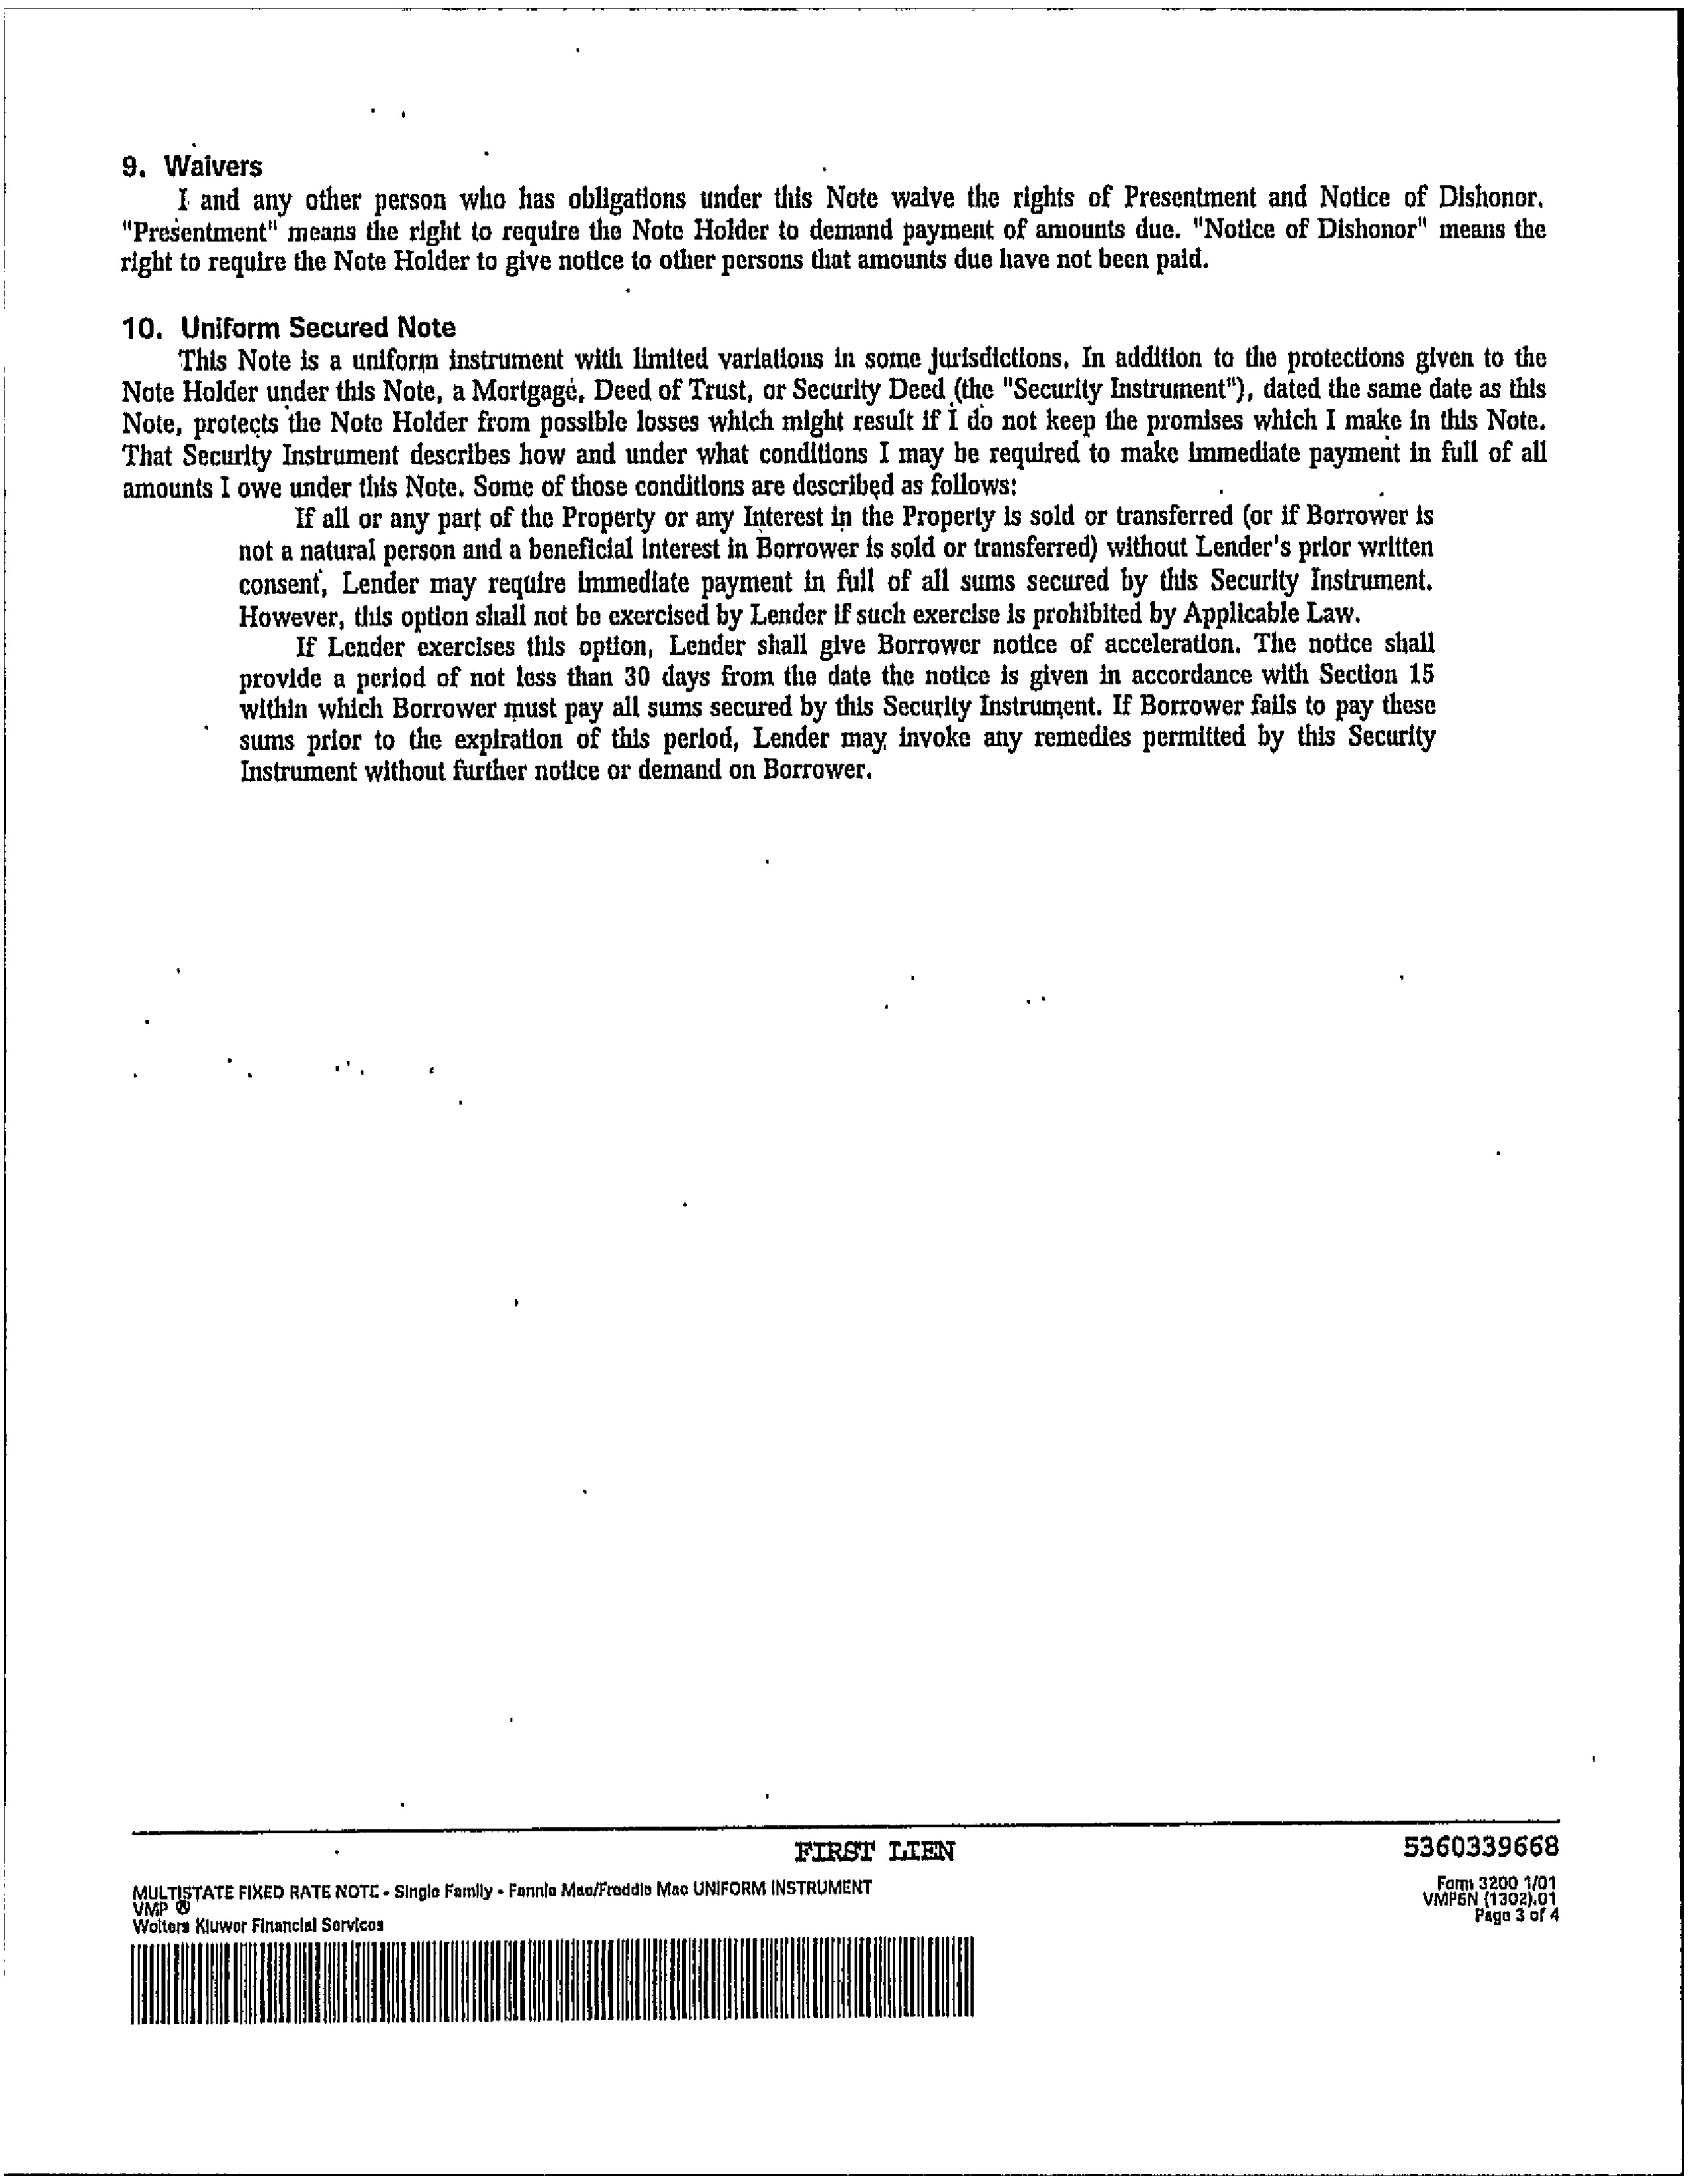 9. Waivers
I and any other person who has obligations under this Note waive the rights of Presentment and Notice of Dishonor.
"Presentment" means the right to require the Note Holder to demand payment of amounts due. "Notice of Dishonor" means the
right to require the Note Holder to give notice to other persons that amounts due have not been paid.
10. Uniform Secured Note
This Note is a uniform instrument with limited variations in some jurisdictions. In addition to the protections given to the
Note Holder under this Note, a Mortgage, Deed of Trust, or Security Deed (the "Security Instrument"), dated the same date as this
Note, protects the Note Holder from possible losses which might result if I do not keep the promises which I make in this Note.
That Security Instrument describes how and under what conditions I may be required to make immediate payment in full of all
amounts I owe under this Note. Some of those conditions are described as follows:
If all or any part of the Property or any Interest in the Property is sold or transferred (or if Borrower is
not a natural person and a beneficial interest in Borrower is sold or transferred) without Lender's prior written
consent, Lender may require immediate payment in full of all sums secured by this Security Instrument.
However, this option shall not be exercised by Lender if such exercise is prohibited by Applicable Law.
If Lender exercises this option, Lender shall give Borrower notice of acceleration. The notice shall
provide a period of not less than 30 days from the date the notice is given in accordance with Section 15
within which Borrower must pay all sums secured by this Security Instrument. If Borrower fails to pay these
sums prior to the expiration of this period, Lender may invoke any remedies permitted by this Security
Instrument without further notice or demand on Borrower.
FIRST LIEN
5360339668
MULTISTATE FIXED RATE NOTE - Single Family - Fannie Mae/Freddie Mac UNIFORM INSTRUMENT
Form 3200 1/01
VMP ®
VMP5N (1302).01
Wolters Kluwer Financial Services
Page 3 of 4